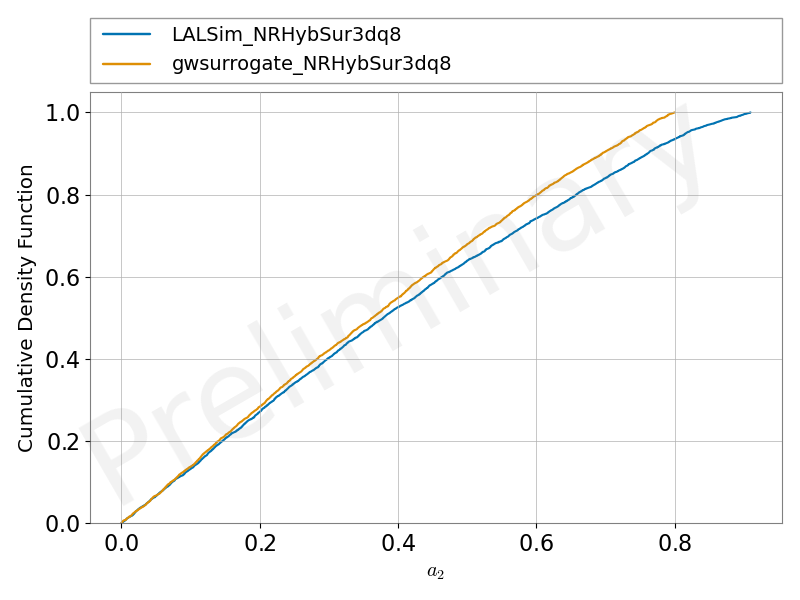 LALSim_NRHybSur3dq8
gwsurrogate_NRHybSur3dq8
Preliminary
Cumulative Density Function
1.0
0.8
0.6
0.4
0.2
0.0
0.0 0.2 0.4 0.6 0.8
a₂